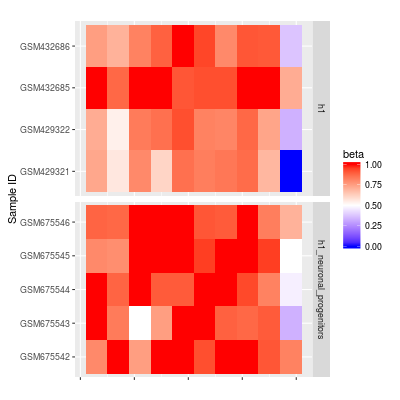 GSM432686
GSM432685
GSM429322
GSM429321
h1
GSM675546
GSM675545
GSM675544
GSM675543
GSM675542
h1_neuronal_progenitors
Sample ID
beta
1.00
0.75
0.50
0.25
0.00